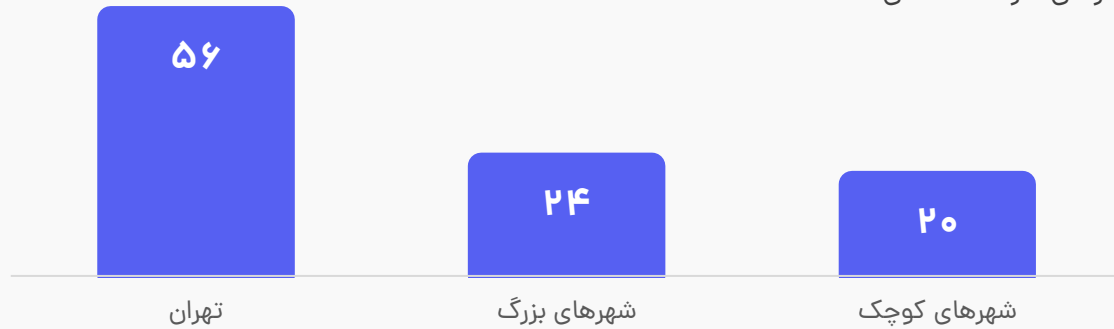 ۵۶
۲۴
۲۰
تهران
شهرهای بزرگ
شهرهای کوچک